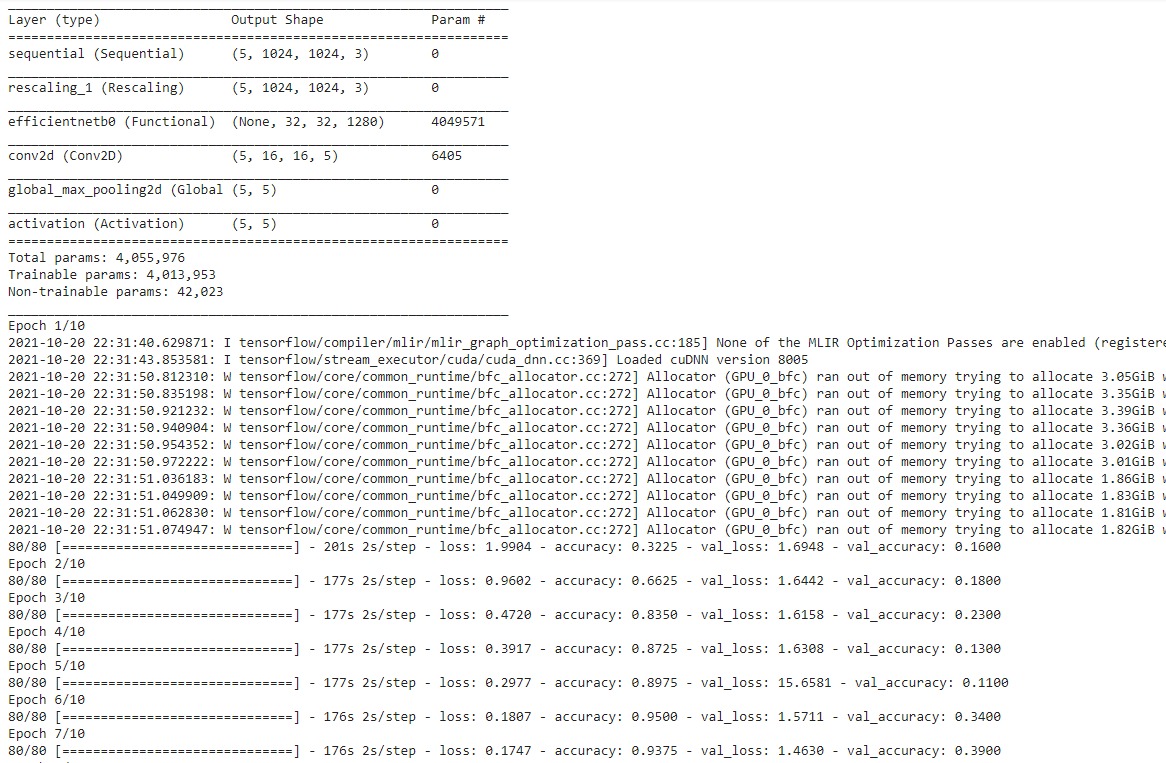 Layer (type)                 Output Shape              Param #
=================================================================
sequential (Sequential)      (5, 1024, 1024, 3)        0
_________________________________________________________________
rescaling_1 (Rescaling)      (5, 1024, 1024, 3)        0
_________________________________________________________________
efficientnetb0 (Functional)  (None, 32, 32, 1280)      4049571
_________________________________________________________________
conv2d (Conv2D)              (5, 16, 16, 5)            6405
_________________________________________________________________
global_max_pooling2d (Global (5, 5)                    0
_________________________________________________________________
activation (Activation)      (5, 5)                    0
=================================================================
Total params: 4,055,976
Trainable params: 4,013,953
Non-trainable params: 42,023
_________________________________________________________________
Epoch 1/10
2021-10-20 22:31:40.629871: I tensorflow/compiler/mlir/mlir_graph_optimization_pass.cc:185] None of the MLIR Optimization Passes are enabled (registere
2021-10-20 22:31:43.853581: I tensorflow/stream_executor/cuda/cuda_dnn.cc:369] Loaded cuDNN version 8005
2021-10-20 22:31:50.812310: W tensorflow/core/common_runtime/bfc_allocator.cc:272] Allocator (GPU_0_bfc) ran out of memory trying to allocate 3.05GiB w
2021-10-20 22:31:50.835198: W tensorflow/core/common_runtime/bfc_allocator.cc:272] Allocator (GPU_0_bfc) ran out of memory trying to allocate 3.35GiB w
2021-10-20 22:31:50.921232: W tensorflow/core/common_runtime/bfc_allocator.cc:272] Allocator (GPU_0_bfc) ran out of memory trying to allocate 3.39GiB w
2021-10-20 22:31:50.940904: W tensorflow/core/common_runtime/bfc_allocator.cc:272] Allocator (GPU_0_bfc) ran out of memory trying to allocate 3.36GiB w
2021-10-20 22:31:50.954352: W tensorflow/core/common_runtime/bfc_allocator.cc:272] Allocator (GPU_0_bfc) ran out of memory trying to allocate 3.02GiB w
2021-10-20 22:31:50.972222: W tensorflow/core/common_runtime/bfc_allocator.cc:272] Allocator (GPU_0_bfc) ran out of memory trying to allocate 3.01GiB w
2021-10-20 22:31:51.036183: W tensorflow/core/common_runtime/bfc_allocator.cc:272] Allocator (GPU_0_bfc) ran out of memory trying to allocate 1.86GiB w
2021-10-20 22:31:51.049909: W tensorflow/core/common_runtime/bfc_allocator.cc:272] Allocator (GPU_0_bfc) ran out of memory trying to allocate 1.83GiB w
2021-10-20 22:31:51.062830: W tensorflow/core/common_runtime/bfc_allocator.cc:272] Allocator (GPU_0_bfc) ran out of memory trying to allocate 1.81GiB w
2021-10-20 22:31:51.074947: W tensorflow/core/common_runtime/bfc_allocator.cc:272] Allocator (GPU_0_bfc) ran out of memory trying to allocate 1.82GiB w
80/80 [==============================] - 201s 2s/step - loss: 1.9904 - accuracy: 0.3225 - val_loss: 1.6948 - val_accuracy: 0.1600
Epoch 2/10
80/80 [==============================] - 177s 2s/step - loss: 0.9602 - accuracy: 0.6625 - val_loss: 1.6442 - val_accuracy: 0.1800
Epoch 3/10
80/80 [==============================] - 177s 2s/step - loss: 0.4720 - accuracy: 0.8350 - val_loss: 1.6158 - val_accuracy: 0.2300
Epoch 4/10
80/80 [==============================] - 177s 2s/step - loss: 0.3917 - accuracy: 0.8725 - val_loss: 1.6308 - val_accuracy: 0.1300
Epoch 5/10
80/80 [==============================] - 177s 2s/step - loss: 0.2977 - accuracy: 0.8975 - val_loss: 15.6581 - val_accuracy: 0.1100
Epoch 6/10
80/80 [==============================] - 176s 2s/step - loss: 0.1807 - accuracy: 0.9500 - val_loss: 1.5711 - val_accuracy: 0.3400
Epoch 7/10
80/80 [==============================] - 176s 2s/step - loss: 0.1747 - accuracy: 0.9375 - val_loss: 1.4630 - val_accuracy: 0.3900